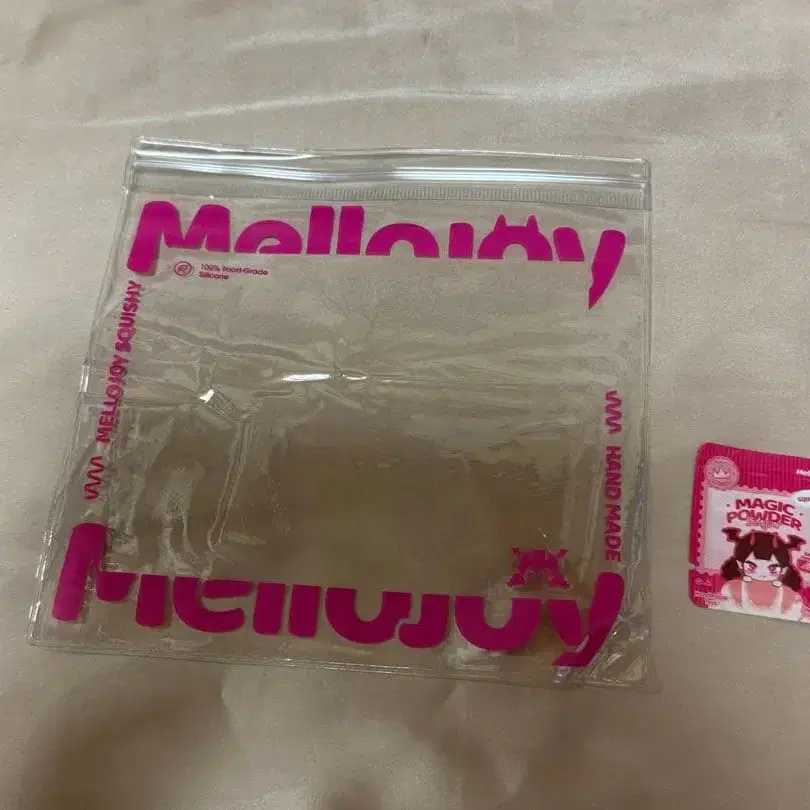 Mellojoy
® 100% Food-Grade
Silicone
MELLOJOY SQUISHY
HAND MADE
Mellojoy
MAGIC
POWDER